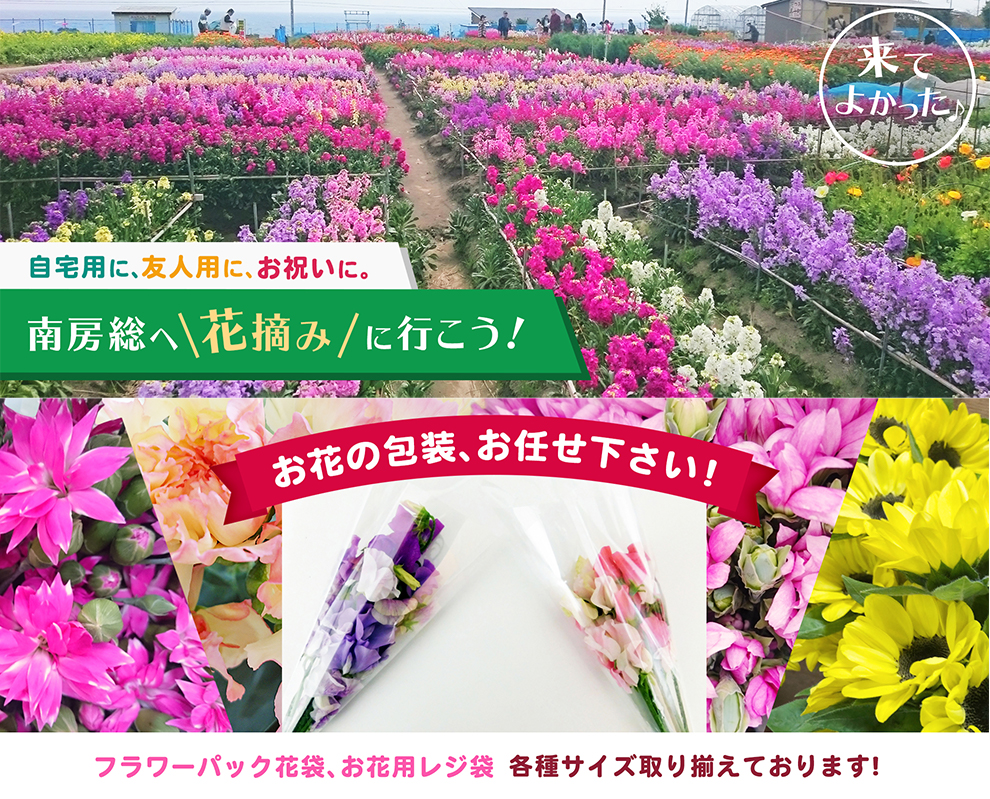 来て
よかった♪
自宅用に、友人用に、お祝いに。
南房総へ\花摘み/に行こう!
お花の包装、お任せ下さい!
フラワーパック花袋、お花用レジ袋 各種サイズ取り揃えております!